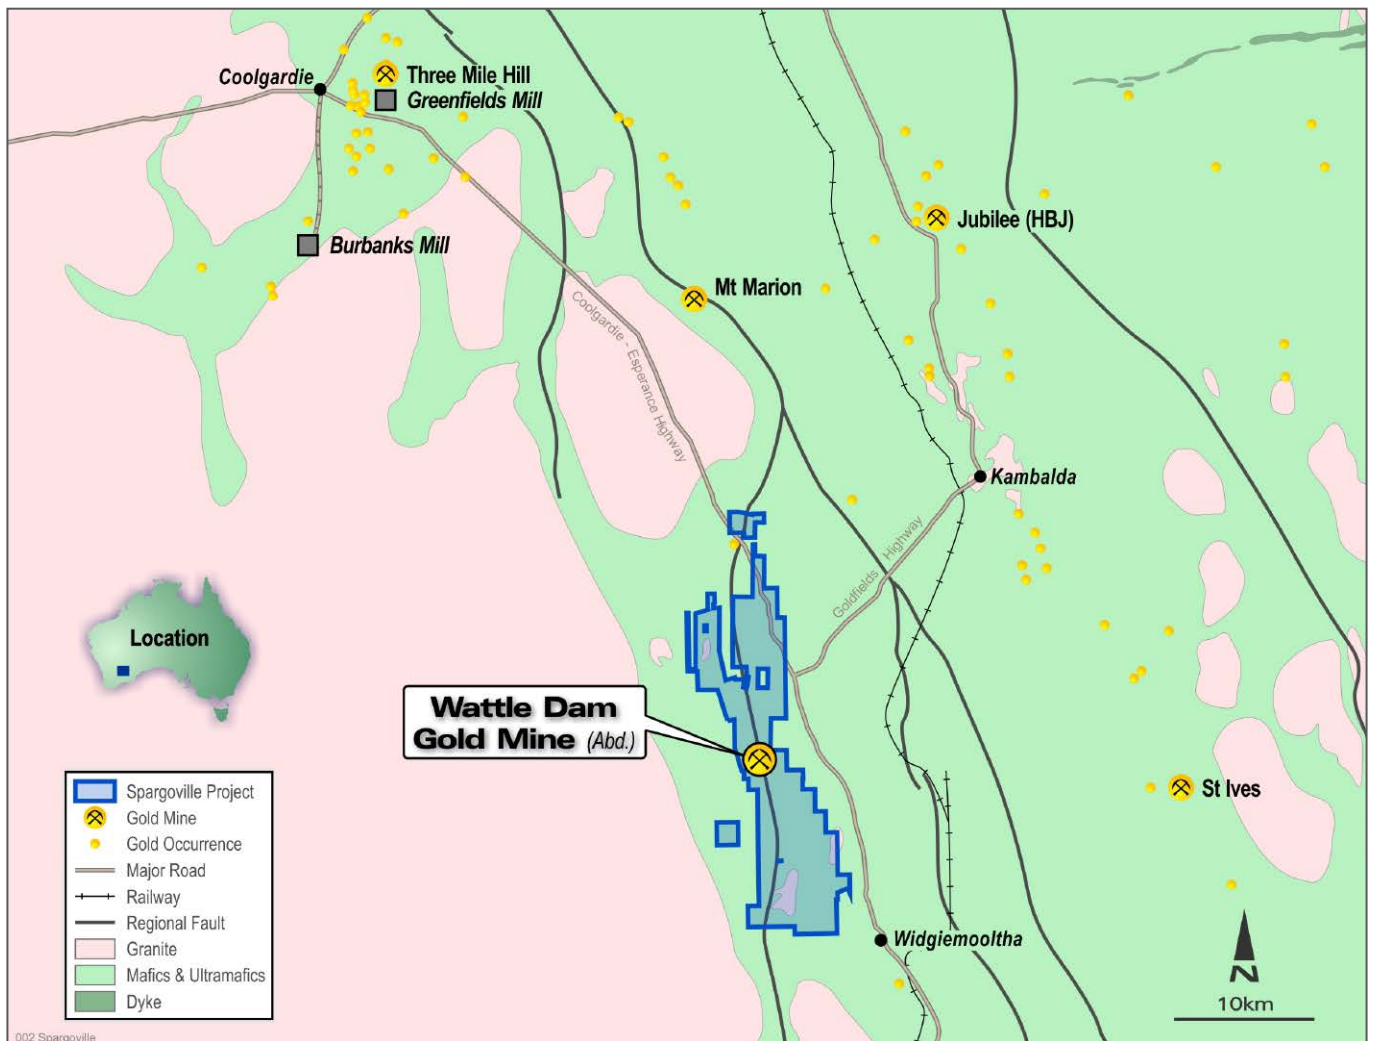 Coolgardie
Three Mile Hill
Greenfields Mill
Jubilee (HBJ)
Burbanks Mill
Mt Marion
Coolgardie - Esperance Highway
Kambalda
Goldfields Highway
Location
Wattle Dam
Gold Mine (Abd.)
St Ives
Spargoville Project
Gold Mine
Gold Occurrence
Major Road
Railway
Regional Fault
Granite
Mafics & Ultramafics
Dyke
Widgiemooltha
N
10km
002 Spargoville